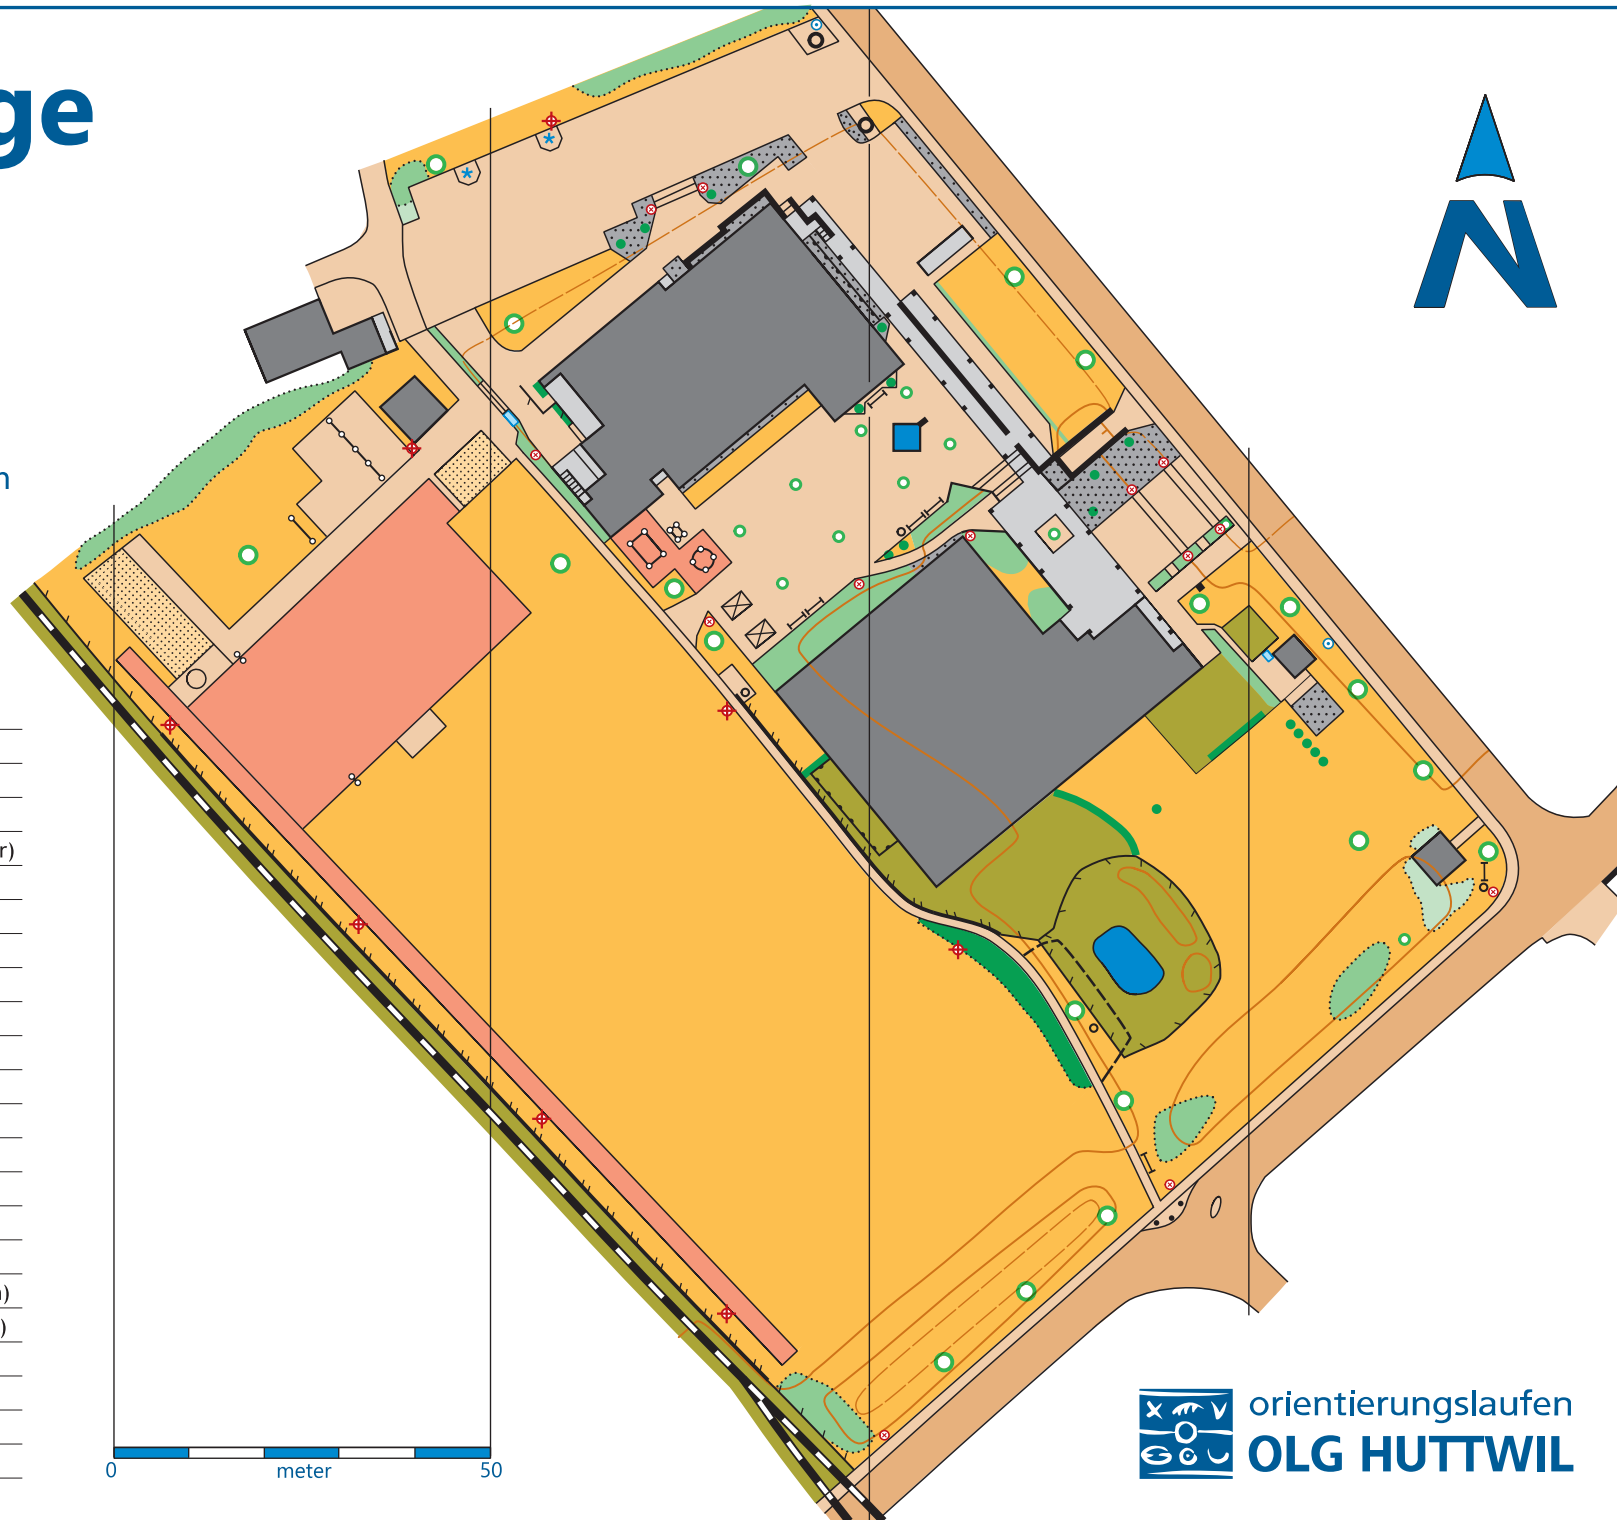 ge
n
r)
)
)
0 meter 50
orientierungslaufen
OLG HUTTWIL
N